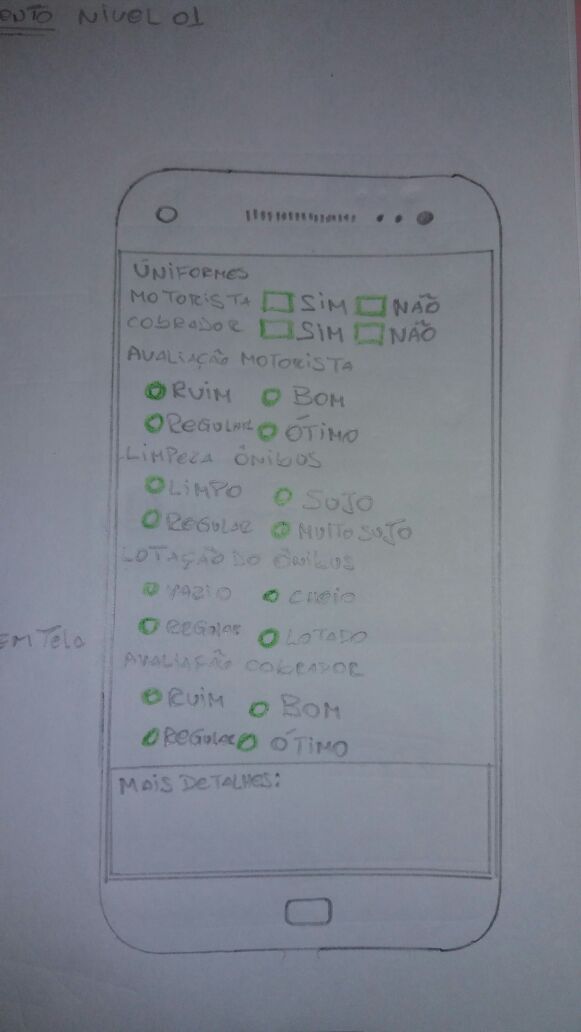 ENTO NÍVEL 01
ÚNIFORMES
MOTORISTA SIM NÃO
COBRADOR SIM NÃO
AVALIAÇÃO MOTORISTA
RUIM BOM
REGULAR ÓTIMO
LIMPEZA ÔNIBUS
LIMPO SUJO
REGULAR MUITO SUJO
LOTAÇÃO DO ÔNIBUS
VAZIO CHEIO
REGULAR LOTADO
EM TELA
AVALIAÇÃO COBRADOR
RUIM BOM
REGULAR ÓTIMO
MAIS DETALHES: